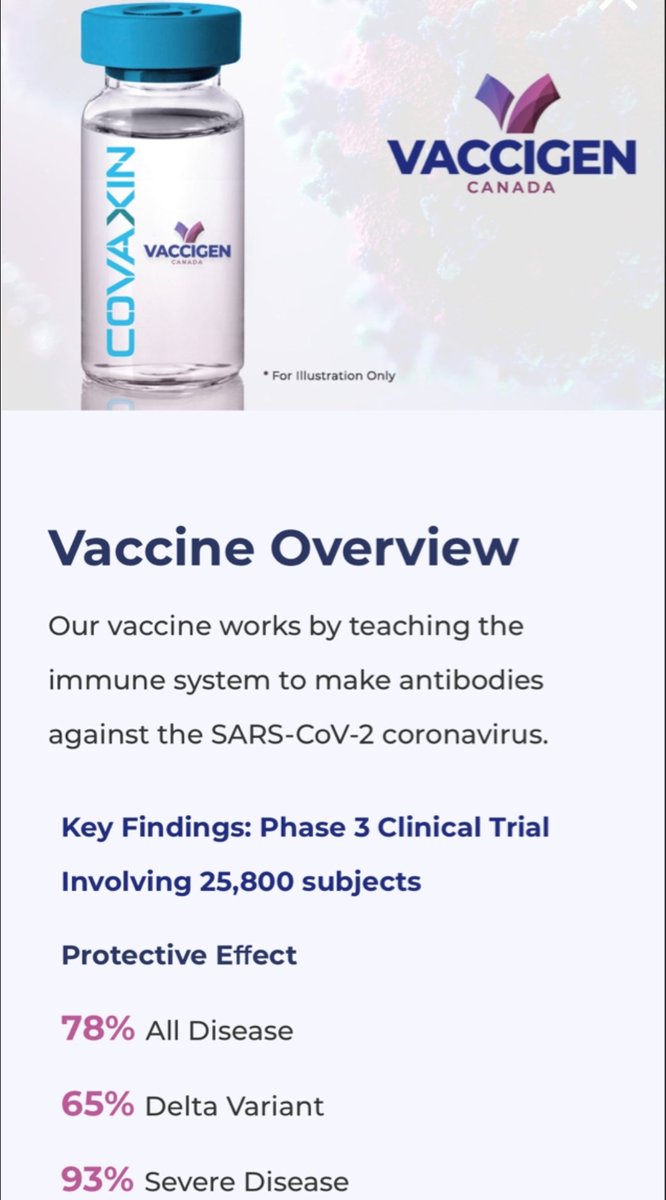 COVAXIN
VACCIGEN
CANADA
VACCIGEN
CANADA
* For Illustration Only
Vaccine Overview
Our vaccine works by teaching the
immune system to make antibodies
against the SARS-CoV-2 coronavirus.
Key Findings: Phase 3 Clinical Trial
Involving 25,800 subjects
Protective Effect
78% All Disease
65% Delta Variant
93% Severe Disease